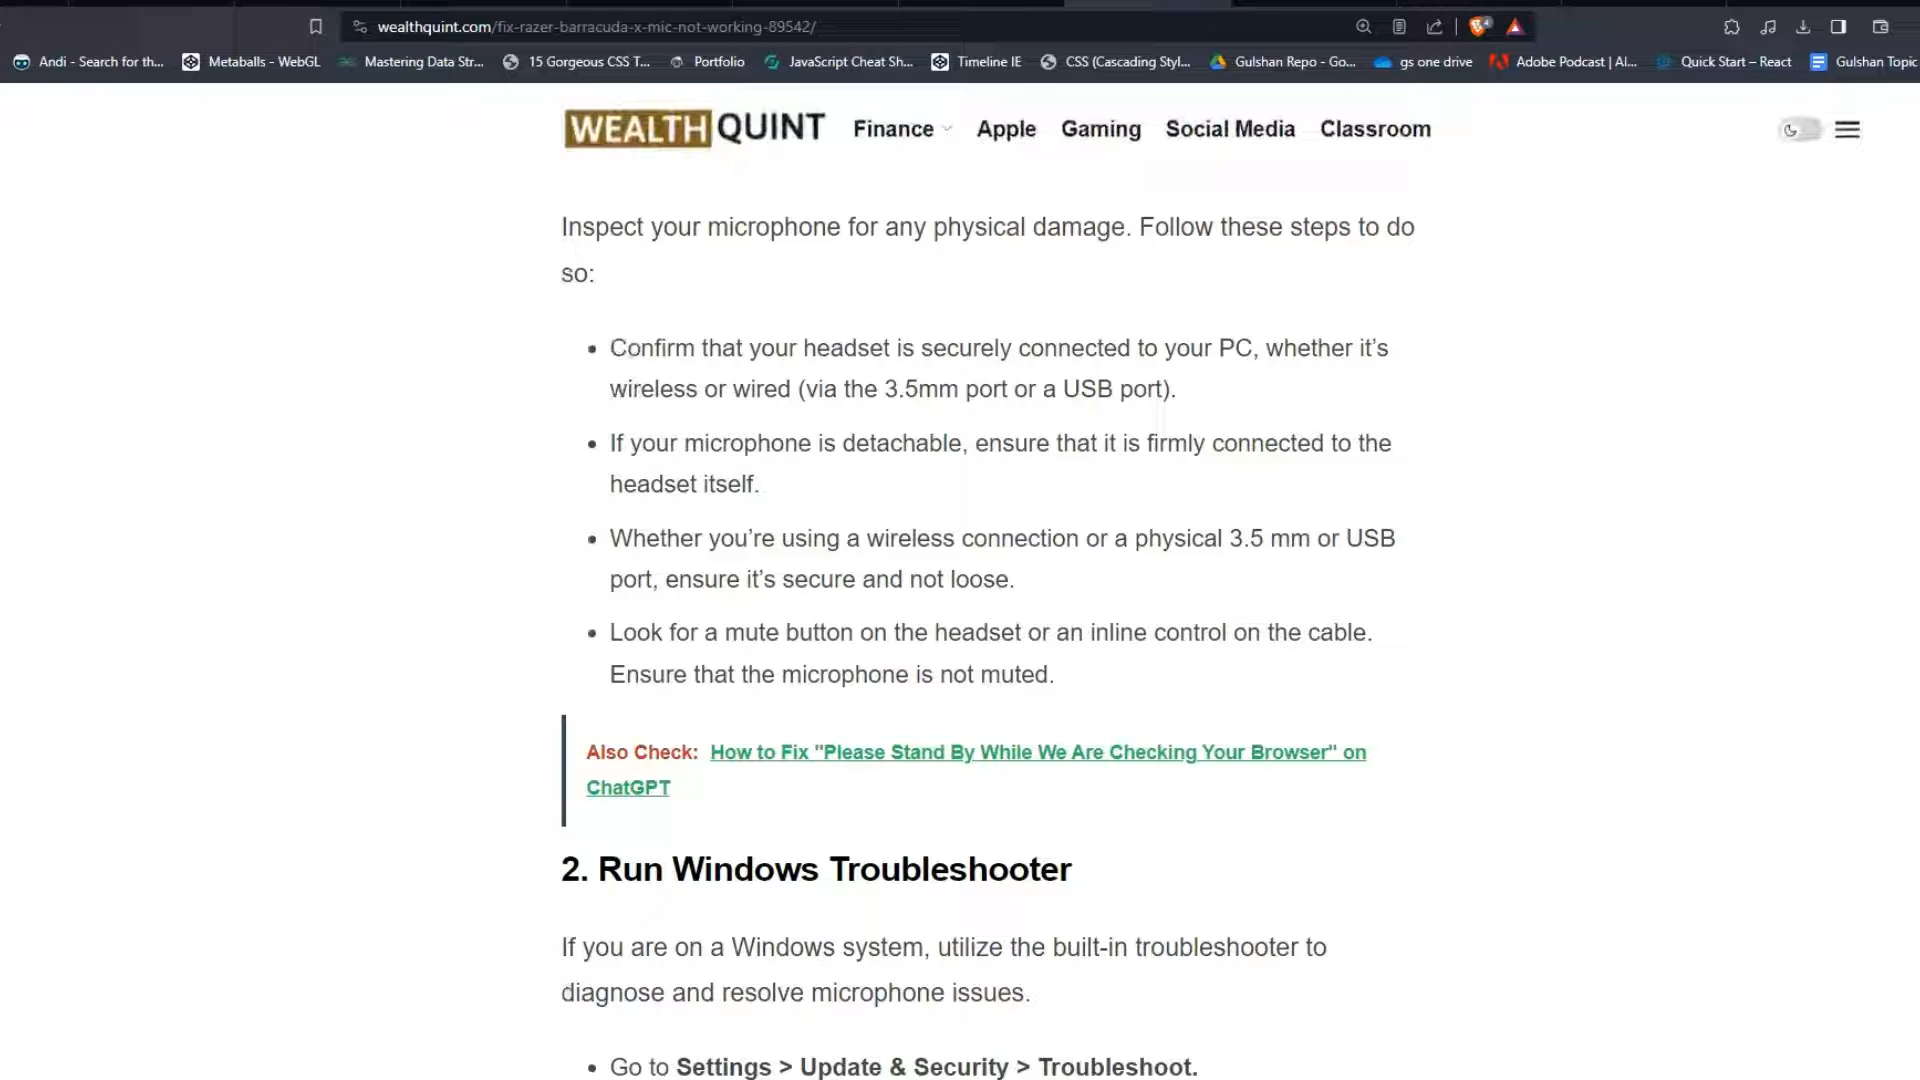 wealthquint.com/fix-razer-barracuda-x-mic-not-working-89542/
4
Andi - Search for th... Metaballs - WebGL Mastering Data Str... 15 Gorgeous CSS T... Portfolio JavaScript Cheat Sh... Timeline IE CSS (Cascading Styl... Gulshan Repo - Go... gs one drive Adobe Podcast | AI... Quick Start – React Gulshan Topic
WEALTH QUINT Finance Apple Gaming Social Media Classroom
Inspect your microphone for any physical damage. Follow these steps to do
so:
• Confirm that your headset is securely connected to your PC, whether it’s
wireless or wired (via the 3.5mm port or a USB port).
• If your microphone is detachable, ensure that it is firmly connected to the
headset itself.
• Whether you’re using a wireless connection or a physical 3.5 mm or USB
port, ensure it’s secure and not loose.
• Look for a mute button on the headset or an inline control on the cable.
Ensure that the microphone is not muted.
Also Check: How to Fix "Please Stand By While We Are Checking Your Browser" on
ChatGPT
2. Run Windows Troubleshooter
If you are on a Windows system, utilize the built-in troubleshooter to
diagnose and resolve microphone issues.
• Go to Settings > Update & Security > Troubleshoot.